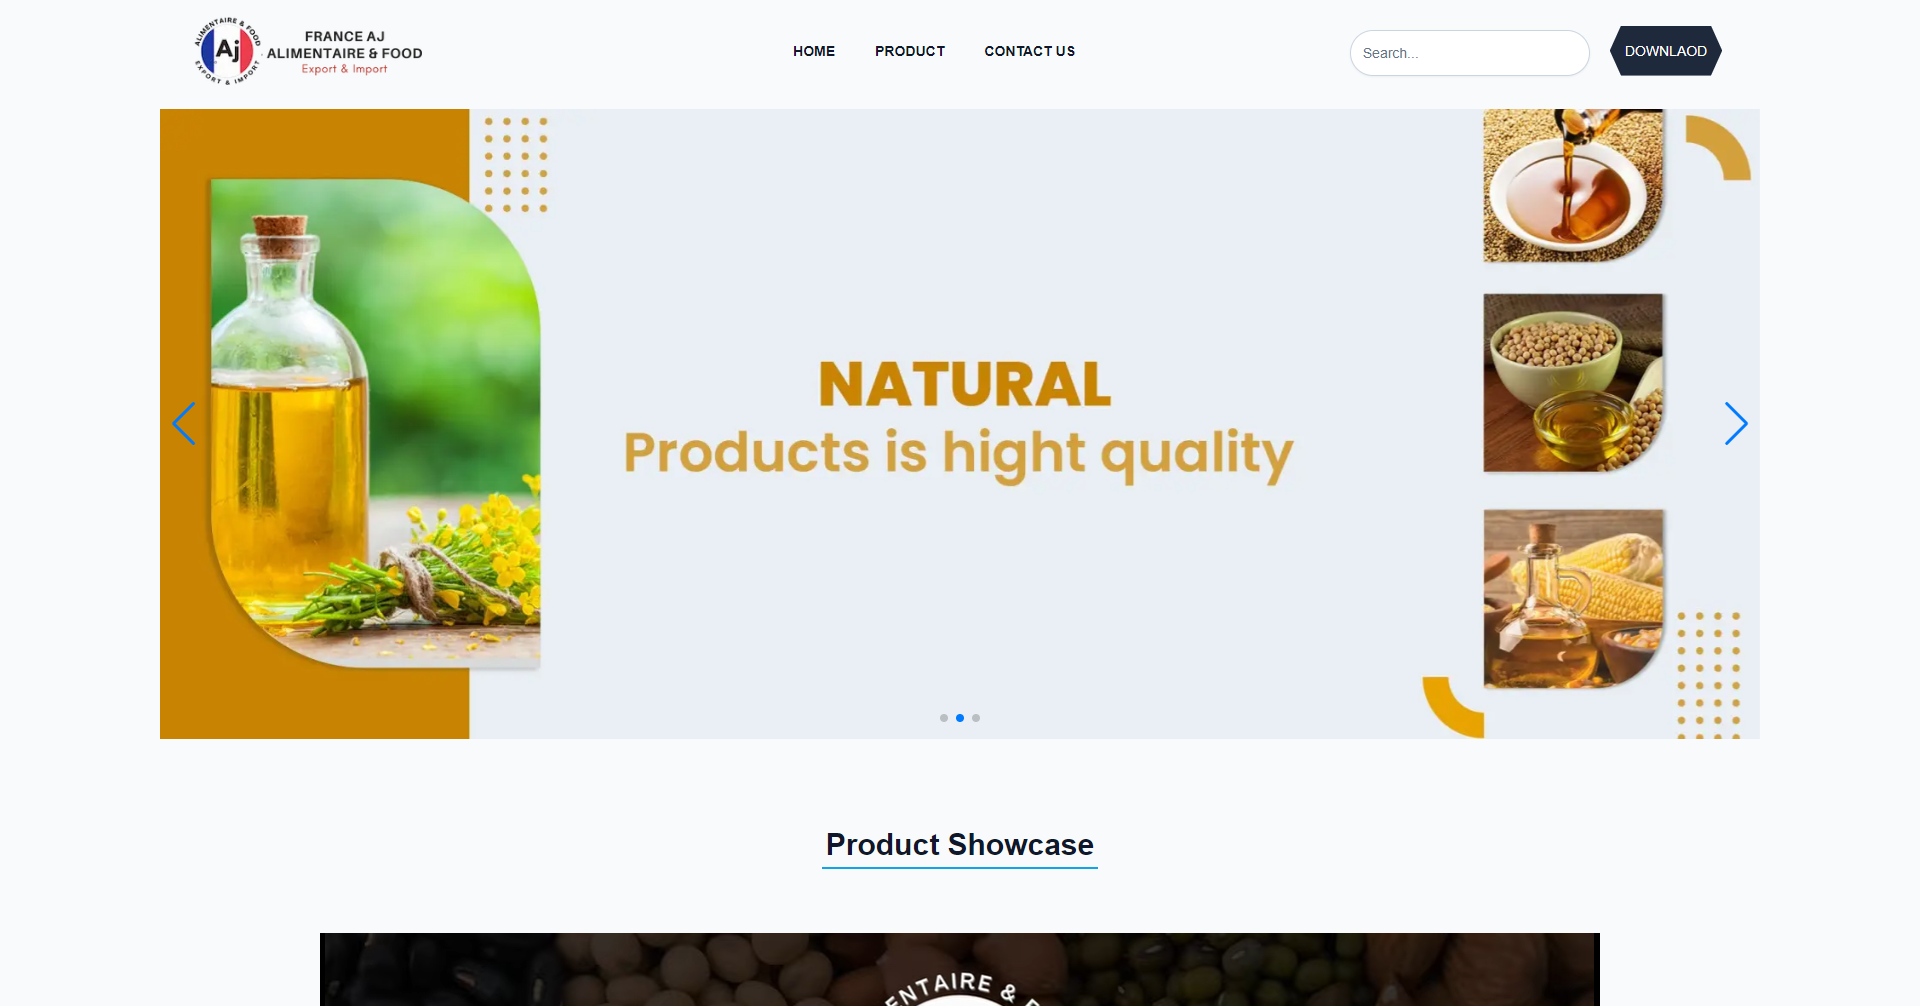 ALIMENTAIRE & FOOD
Aj
EXPORT & IMPORT
FRANCE AJ
ALIMENTAIRE & FOOD
Export & Import
HOME
PRODUCT
CONTACT US
Search...
DOWNLAOD
NATURAL
Products is hight quality
Product Showcase